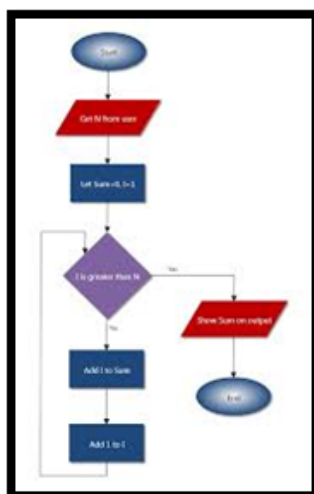 Start
Get N from user
Let Sum=0, I=1
I is greater than N
Yes
Show Sum on output
Add I to Sum
End
Add 1 to I